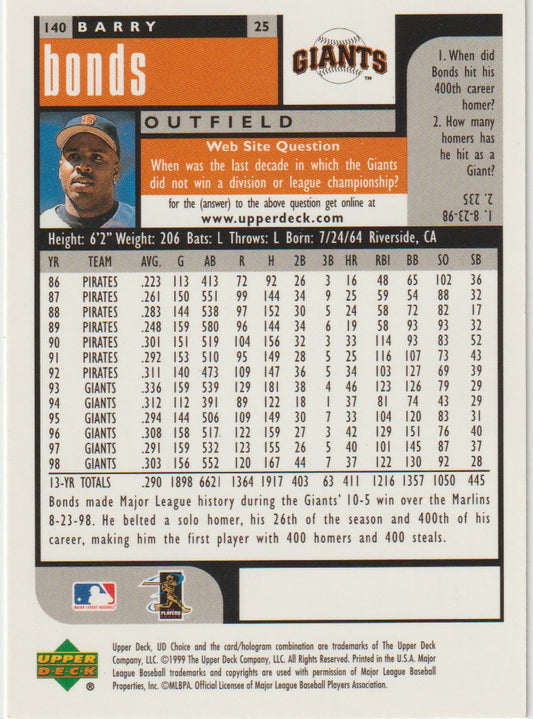 140 BARRY 25
bonds
GIANTS
™
OUTFIELD
Web Site Question
When was the last decade in which the Giants
did not win a division or league championship?
for the (answer) to the above question get online at
www.upperdeck.com
1. When did
Bonds hit his
400th career
homer?
2. How many
homers has
he hit as a
Giant?
1. 8-23-98
2. 235
Height: 6'2" Weight: 206 Bats: L Throws: L Born: 7/24/64 Riverside, CA
YR TEAM AVG. G AB R H 2B 3B HR RBI BB SO SB
86 PIRATES .223 113 413 72 92 26 3 16 48 65 102 36
87 PIRATES .261 150 551 99 144 34 9 25 59 54 88 32
88 PIRATES .283 144 538 97 152 30 5 24 58 72 82 17
89 PIRATES .248 159 580 96 144 34 6 19 58 93 93 32
90 PIRATES .301 151 519 104 156 32 3 33 114 93 83 52
91 PIRATES .292 153 510 95 149 28 5 25 116 107 73 43
92 PIRATES .311 140 473 109 147 36 5 34 103 127 69 39
93 GIANTS .336 159 539 129 181 38 4 46 123 126 79 29
94 GIANTS .312 112 391 89 122 18 1 37 81 74 43 29
95 GIANTS .294 144 506 109 149 30 7 33 104 120 83 31
96 GIANTS .308 158 517 122 159 27 3 42 129 151 76 40
97 GIANTS .291 159 532 123 155 26 5 40 101 145 87 37
98 GIANTS .303 156 552 120 167 44 7 37 122 130 92 28
13-YR TOTALS .290 1898 6621 1364 1917 403 63 411 1216 1357 1050 445
Bonds made Major League history during the Giants' 10-5 win over the Marlins
8-23-98. He belted a solo homer, his 26th of the season and 400th of his
career, making him the first player with 400 homers and 400 steals.
MAJOR LEAGUE BASEBALL
PLAYERS
UPPER
DECK
®
Upper Deck, UD Choice and the card/hologram combination are trademarks of The Upper Deck
Company, LLC. ©1999 The Upper Deck Company, LLC. All Rights Reserved. Printed in the U.S.A. Major
League Baseball trademarks and copyrights are used with permission of Major League Baseball
Properties, Inc. ©MLBPA. Official Licensee of Major League Baseball Players Association.